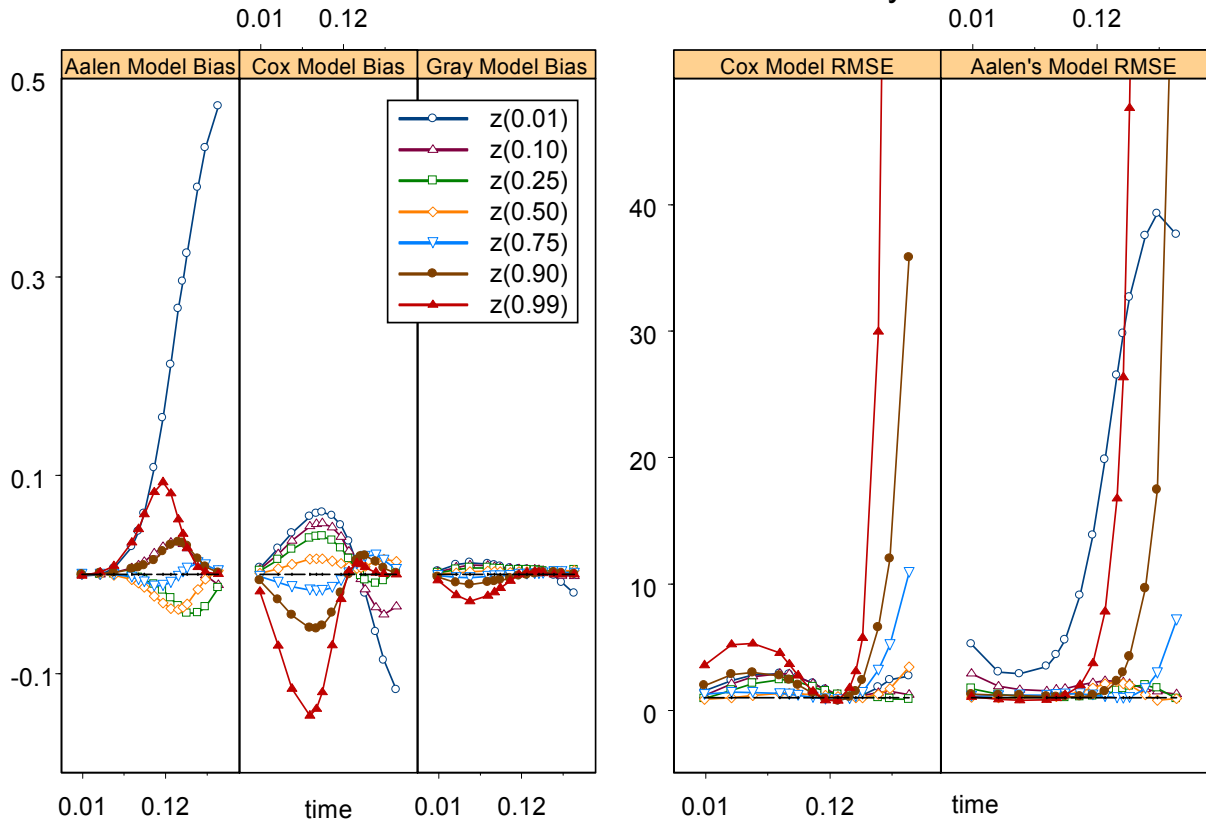 0.01 0.12 0.01 0.12
Aalen Model Bias Cox Model Bias Gray Model Bias Cox Model RMSE Aalen's Model RMSE
0.5
z(0.01)
z(0.10)
z(0.25)
z(0.50)
z(0.75)
z(0.90)
z(0.99)
0.3
0.1
-0.1
40
30
20
10
0
0.01 0.12 time 0.01 0.12 0.01 0.12 time